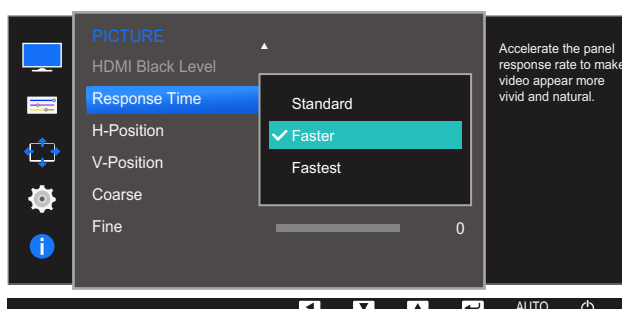 PICTURE
HDMI Black Level
Response Time
Standard
H-Position
Faster
V-Position
Fastest
Coarse
Fine
0
Accelerate the panel
response rate to make
video appear more
vivid and natural.
AUTO